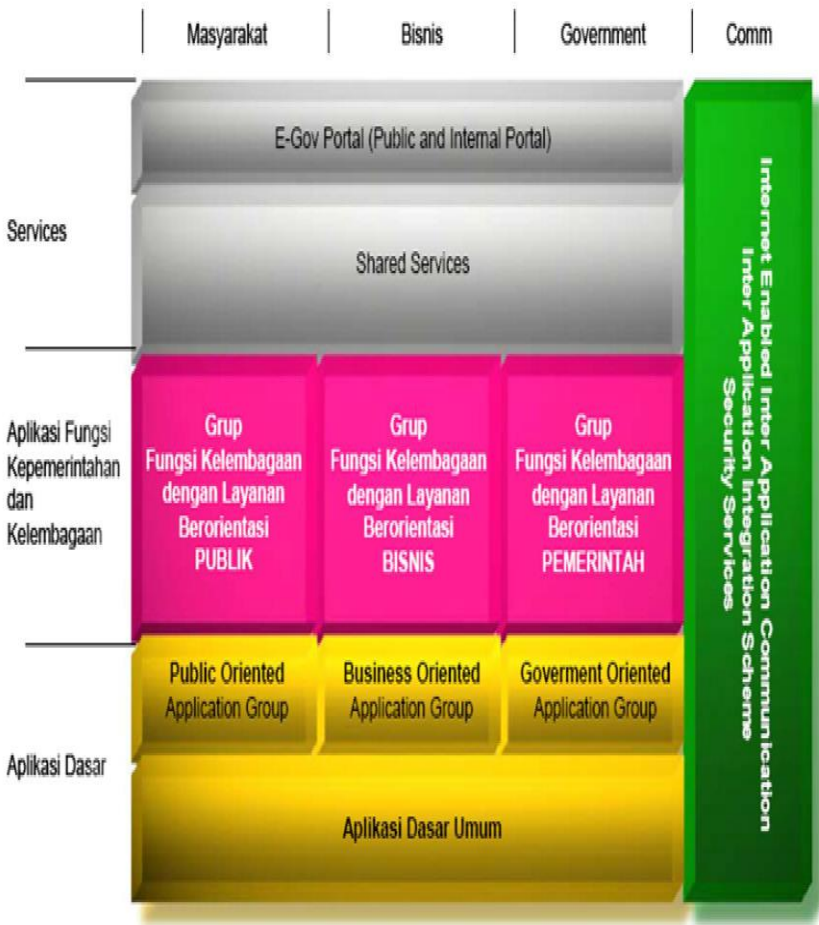 Masyarakat
Bisnis
Government
Comm
E-Gov Portal (Public and Internal Portal)
Services
Shared Services
Aplikasi Fungsi
Kepemerintahan
dan
Kelembagaan
Grup
Fungsi Kelembagaan
dengan Layanan
Berorientasi
PUBLIK
Grup
Fungsi Kelembagaan
dengan Layanan
Berorientasi
BISNIS
Grup
Fungsi Kelembagaan
dengan Layanan
Berorientasi
PEMERINTAH
Aplikasi Dasar
Public Oriented
Application Group
Business Oriented
Application Group
Goverment Oriented
Application Group
Aplikasi Dasar Umum
Internet Enabled Inter Application Communication
Inter Application Integration Scheme
Security Services